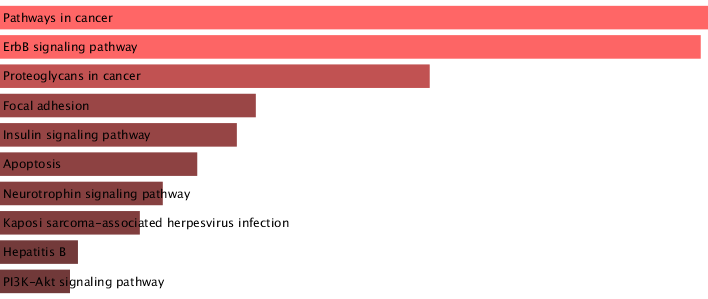 Pathways in cancer
ErbB signaling pathway
Proteoglycans in cancer
Focal adhesion
Insulin signaling pathway
Apoptosis
Neurotrophin signaling pathway
Kaposi sarcoma-associated herpesvirus infection
Hepatitis B
PI3K-Akt signaling pathway